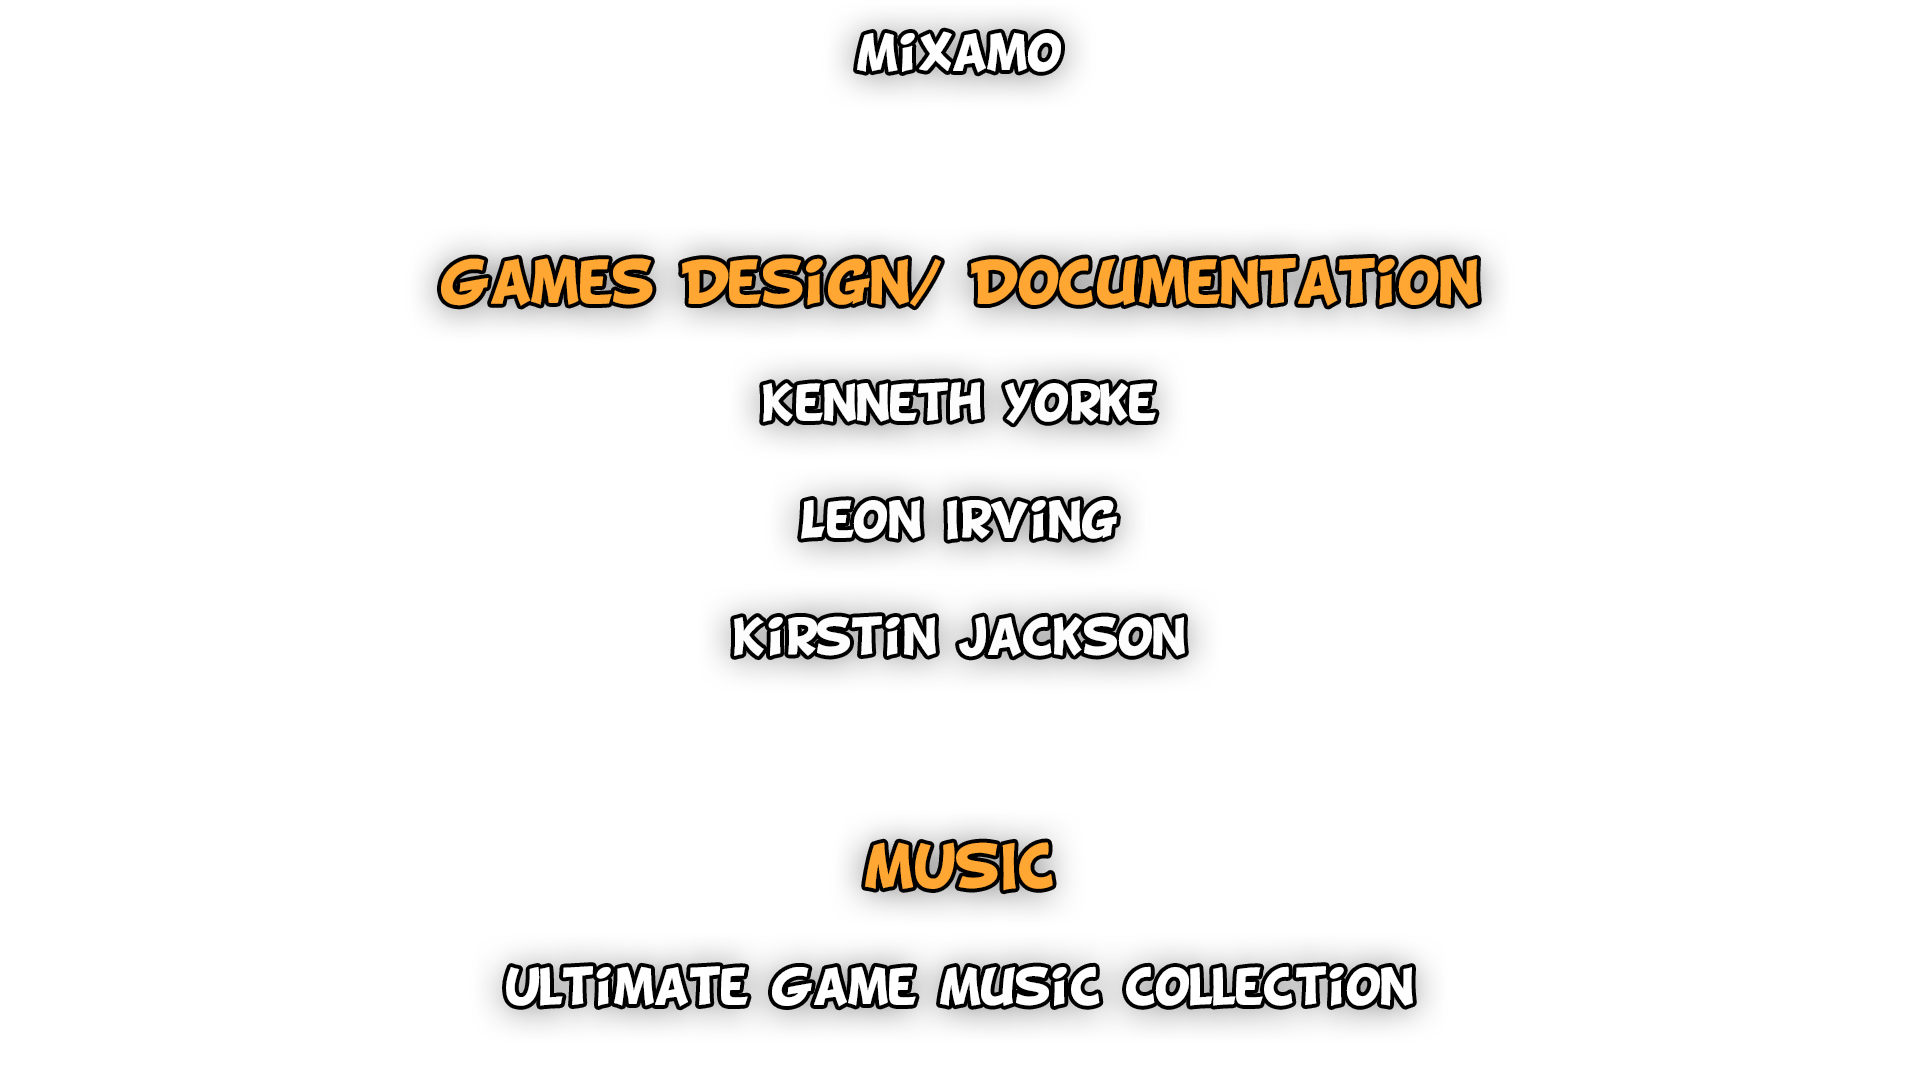 MiXAMO
GAMES DESiGN/ DOCUMENTATiON
KENNETH YORKE
LEON IRViNG
KiRSTiN JACKSON
MUSIC
ULTiMATE GAME MUSiC COLLECTiON